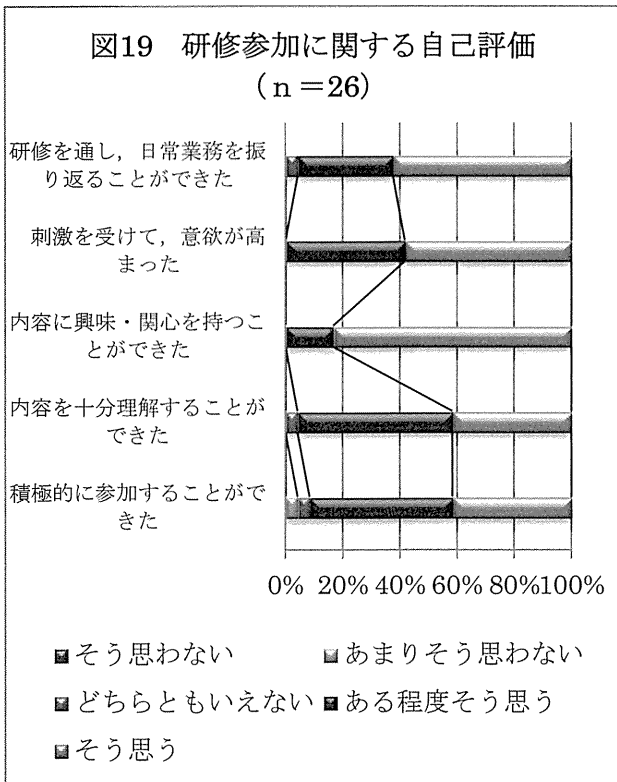 図19　研修参加に関する自己評価
(ｎ＝26)
研修を通し，日常業務を振
り返ることができた
刺激を受けて，意欲が高
まった
内容に興味・関心を持つこ
とができた
内容を十分理解することが
できた
積極的に参加することがで
きた
0% 20% 40% 60% 80%100%
そう思わない　あまりそう思わない
どちらともいえない　ある程度そう思う
そう思う